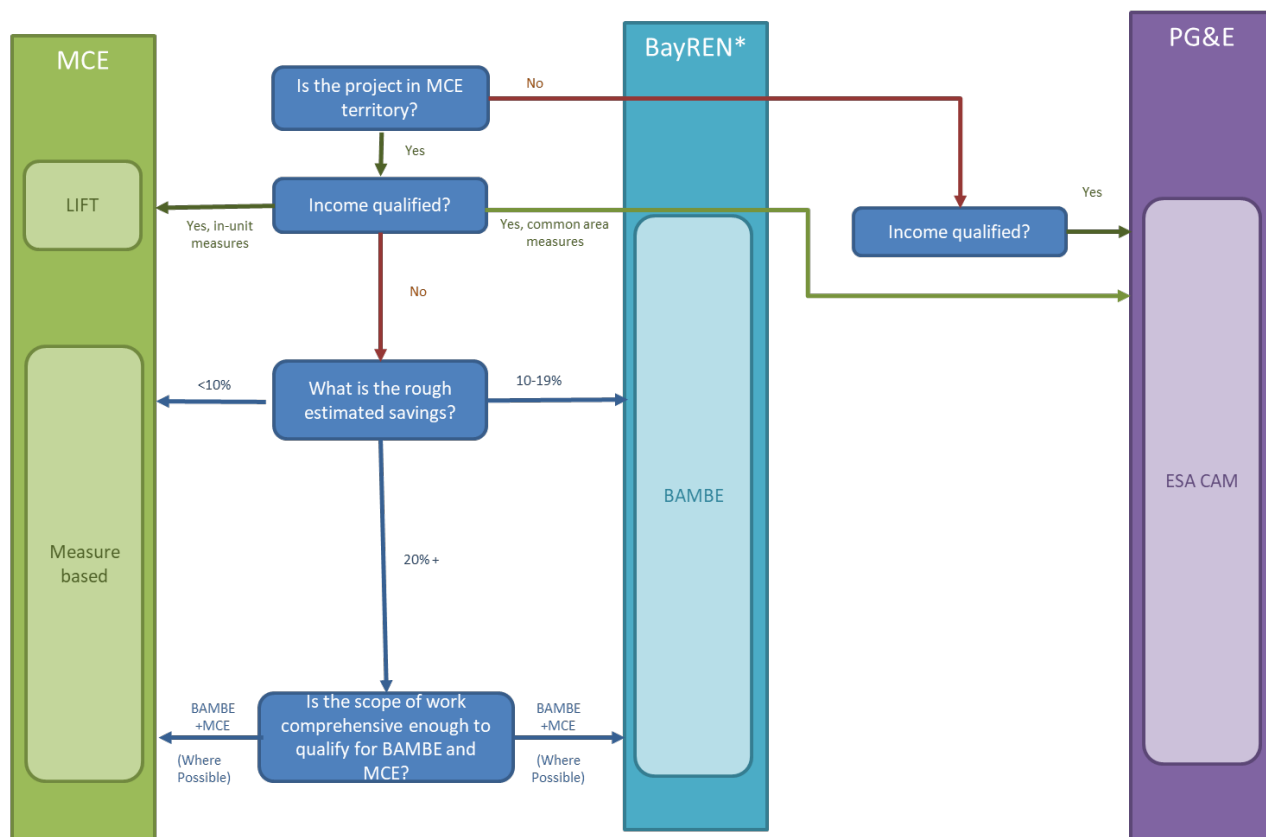 MCE
BayREN*
PG&E
Is the project in MCE
territory?
No
Yes
LIFT
Income qualified?
Yes, in-unit
measures
Yes, common area
measures
Income qualified?
Yes
No
<10%
What is the rough
estimated savings?
10-19%
BAMBE
ESA CAM
Measure
based
20% +
BAMBE
+MCE
(Where
Possible)
Is the scope of work
comprehensive enough to
qualify for BAMBE and
MCE?
BAMBE
+MCE
(Where
Possible)